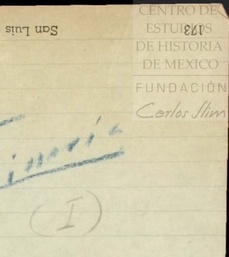 CENTRO DE
ESTUDIOS
DE HISTORIA
DE MEXICO
FUNDACIÓN
Carlos Slim
San Luis
173
(I)